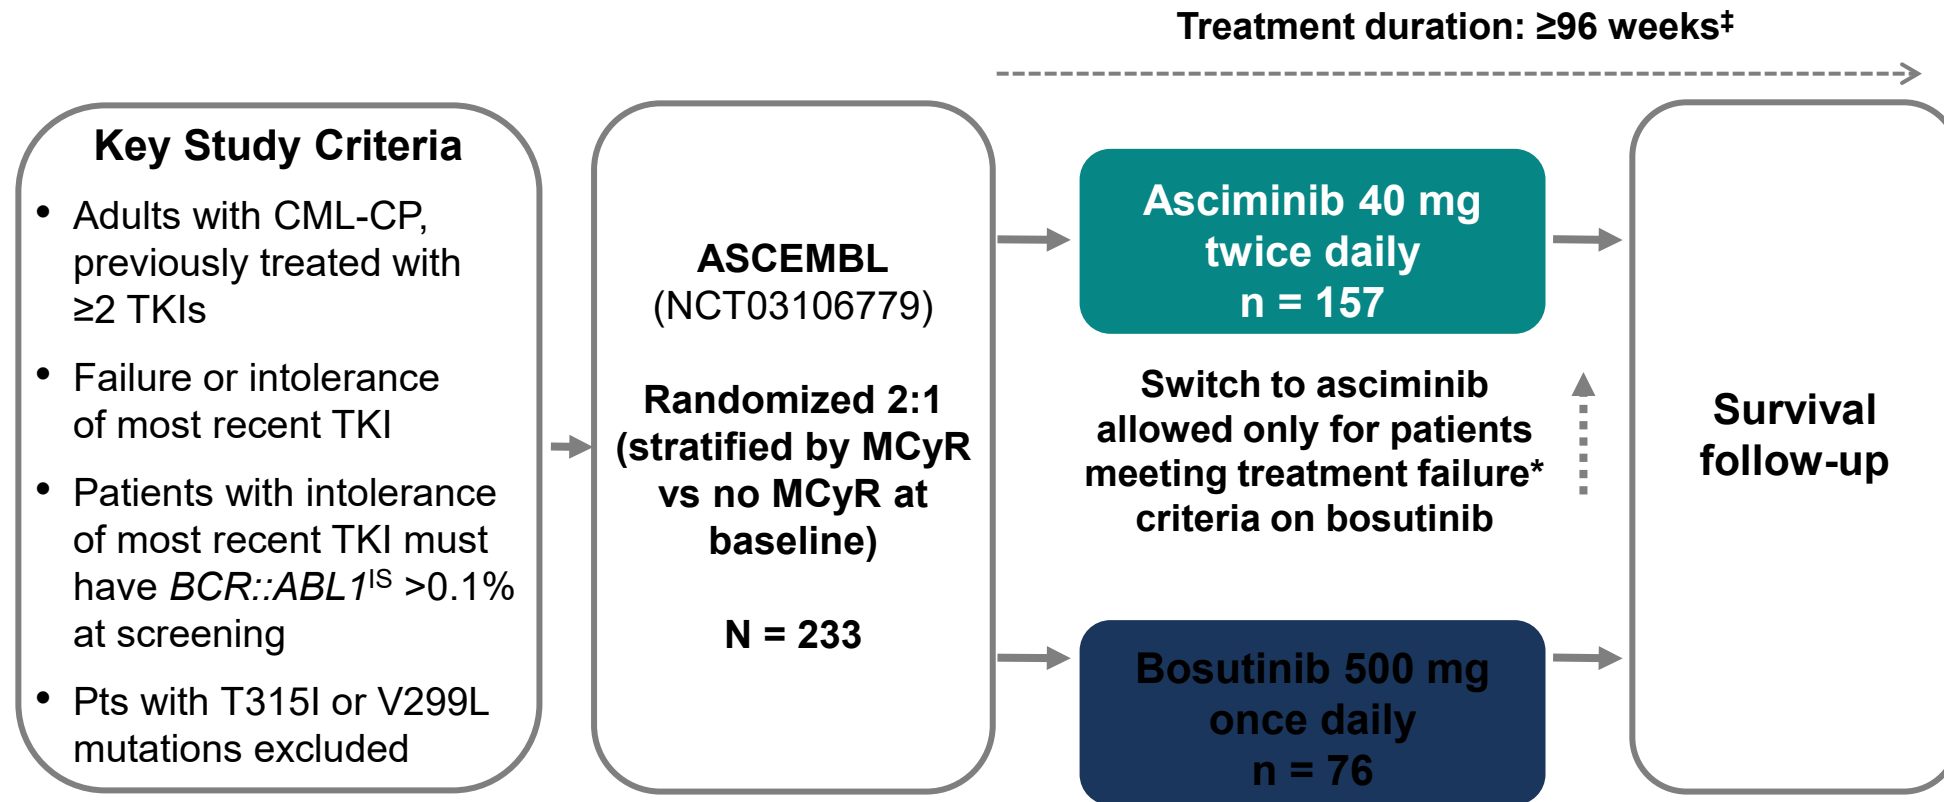 Treatment duration: ≥96 weeks‡
Key Study Criteria
• Adults with CML-CP,
previously treated with
≥2 TKIs
• Failure or intolerance
of most recent TKI
• Patients with intolerance
of most recent TKI must
have BCR::ABL1IS >0.1%
at screening
• Pts with T315I or V299L
mutations excluded
ASCEMBL
(NCT03106779)
Randomized 2:1
(stratified by MCyR
vs no MCyR at
baseline)
N = 233
Asciminib 40 mg
twice daily
n = 157
Switch to asciminib
allowed only for patients
meeting treatment failure*
criteria on bosutinib
Bosutinib 500 mg
once daily
n = 76
Survival
follow-up